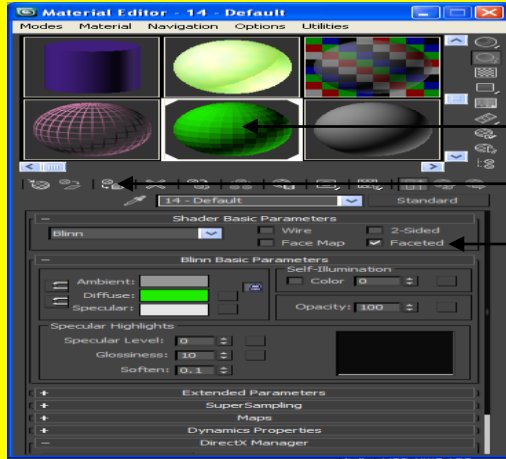 Material Editor - 14 - Default
Modes Material Navigation Options Utilities
14 - Default Standard
Shader Basic Parameters
Blinn Wire 2-Sided
Face Map Faceted
Blinn Basic Parameters
Self-Illumination
Ambient: Color 0
Diffuse:
Specular: Opacity: 100
Specular Highlights
Specular Level: 0
Glossiness: 10
Soften: 0.1
+ Extended Parameters
+ SuperSampling
+ Maps
+ Dynamics Properties
- DirectX Manager